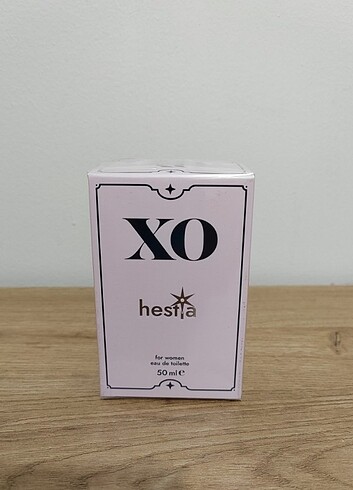 XO
hestia
for women
eau de toilette
50 ml ℮